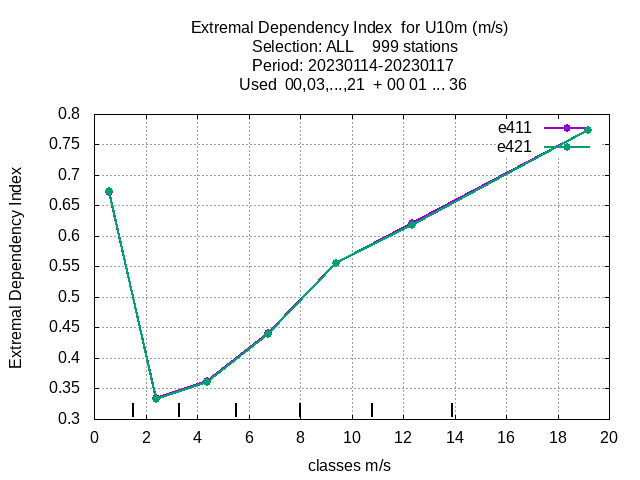 Extremal Dependency Index  for U10m (m/s)
Selection: ALL    999 stations
Period: 20230114-20230117
Used  00,03,...,21  + 00 01 ... 36
e411
e421
0.8
0.75
0.7
0.65
0.6
0.55
0.5
0.45
0.4
0.35
0.3
Extremal Dependency Index
0 2 4 6 8 10 12 14 16 18 20
classes m/s